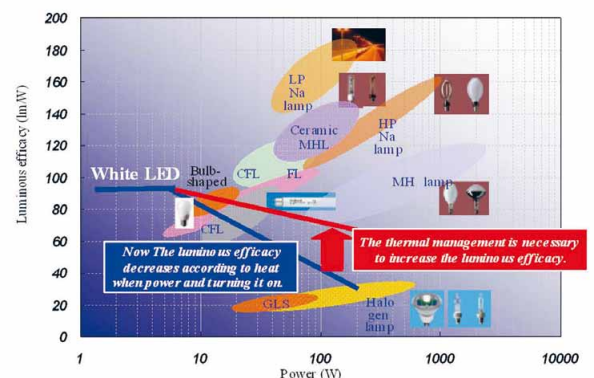 200
180
160
140
120
100
80
60
40
20
0
Luminous efficacy (lm/W)
LP
Na
lamp
Ceramic
MHL
HP
Na
lamp
White LED
Bulb-
shaped
CFL
FL
MH lamp
CFL
Now The luminous efficacy
decreases according to heat
when power and turning it on.
The thermal management is necessary
to increase the luminous efficacy.
GLS
Halo
gen
lamp
1
10
100
1000
10000
Power (W)